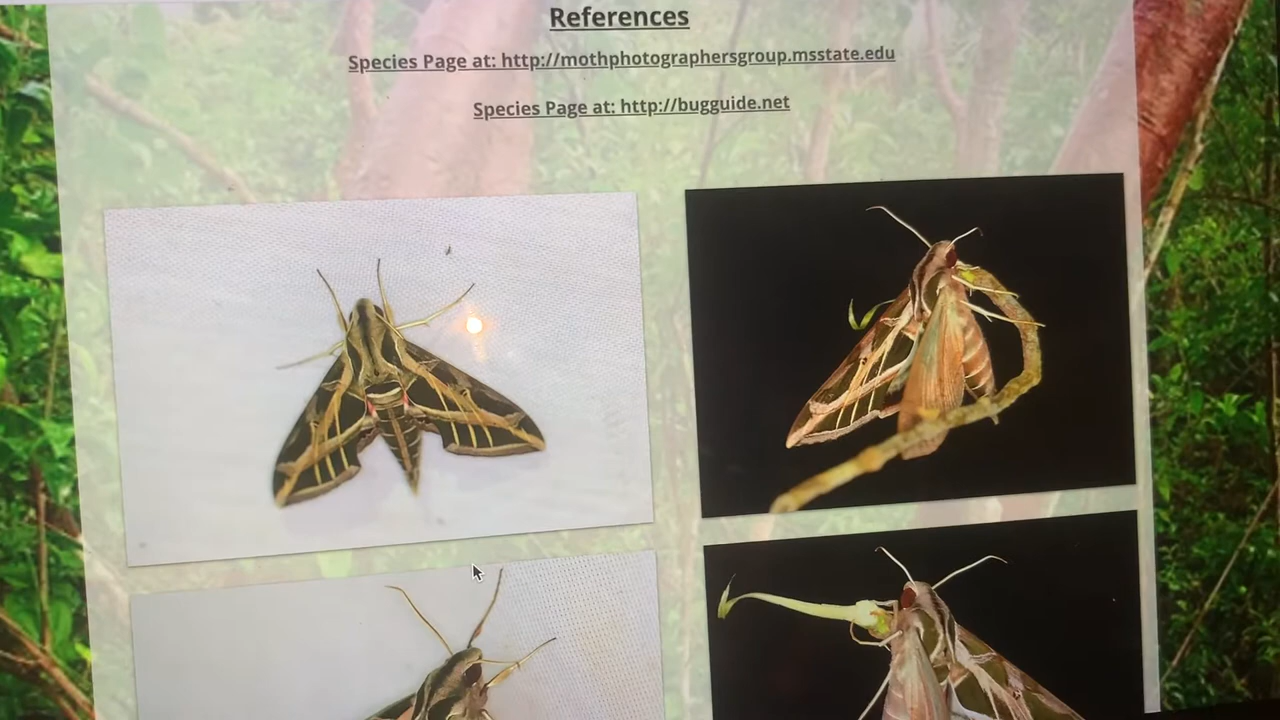 References
Species Page at: http://mothphotographersgroup.msstate.edu
Species Page at: http://bugguide.net